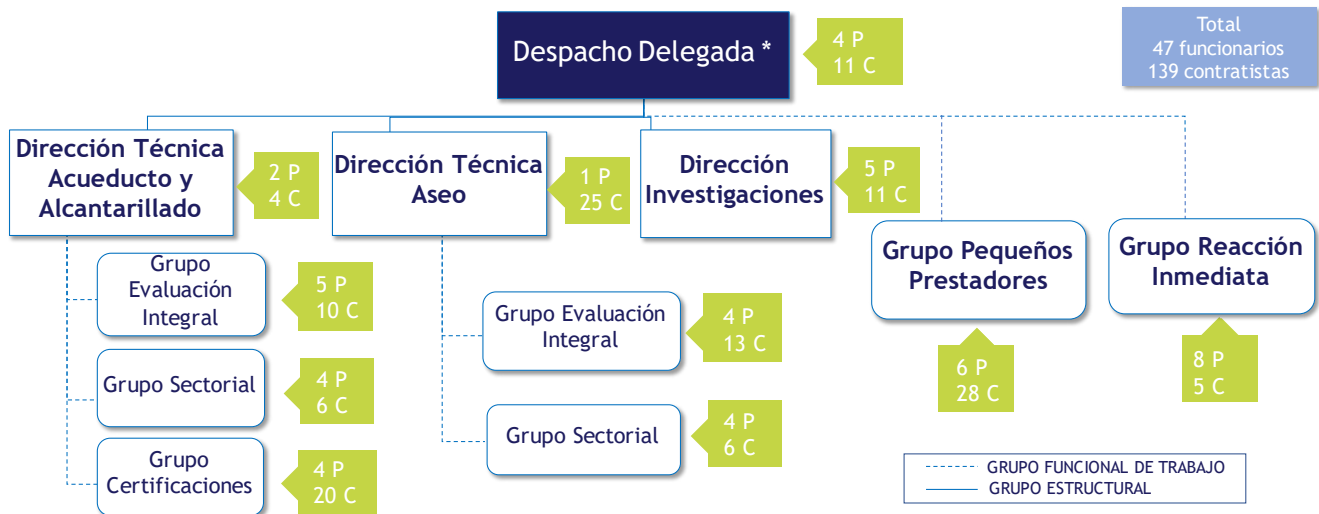 Despacho Delegada *
4 P
11 C
Total
47 funcionarios
139 contratistas
Dirección Técnica
Acueducto y
Alcantarillado
2 P
4 C
Dirección Técnica
Aseo
1 P
25 C
Dirección
Investigaciones
5 P
11 C
Grupo Pequeños
Prestadores
6 P
28 C
Grupo Reacción
Inmediata
8 P
5 C
Grupo
Evaluación
Integral
5 P
10 C
Grupo Sectorial
4 P
6 C
Grupo
Certificaciones
4 P
20 C
Grupo Evaluación
Integral
4 P
13 C
Grupo Sectorial
4 P
6 C
GRUPO FUNCIONAL DE TRABAJO
GRUPO ESTRUCTURAL